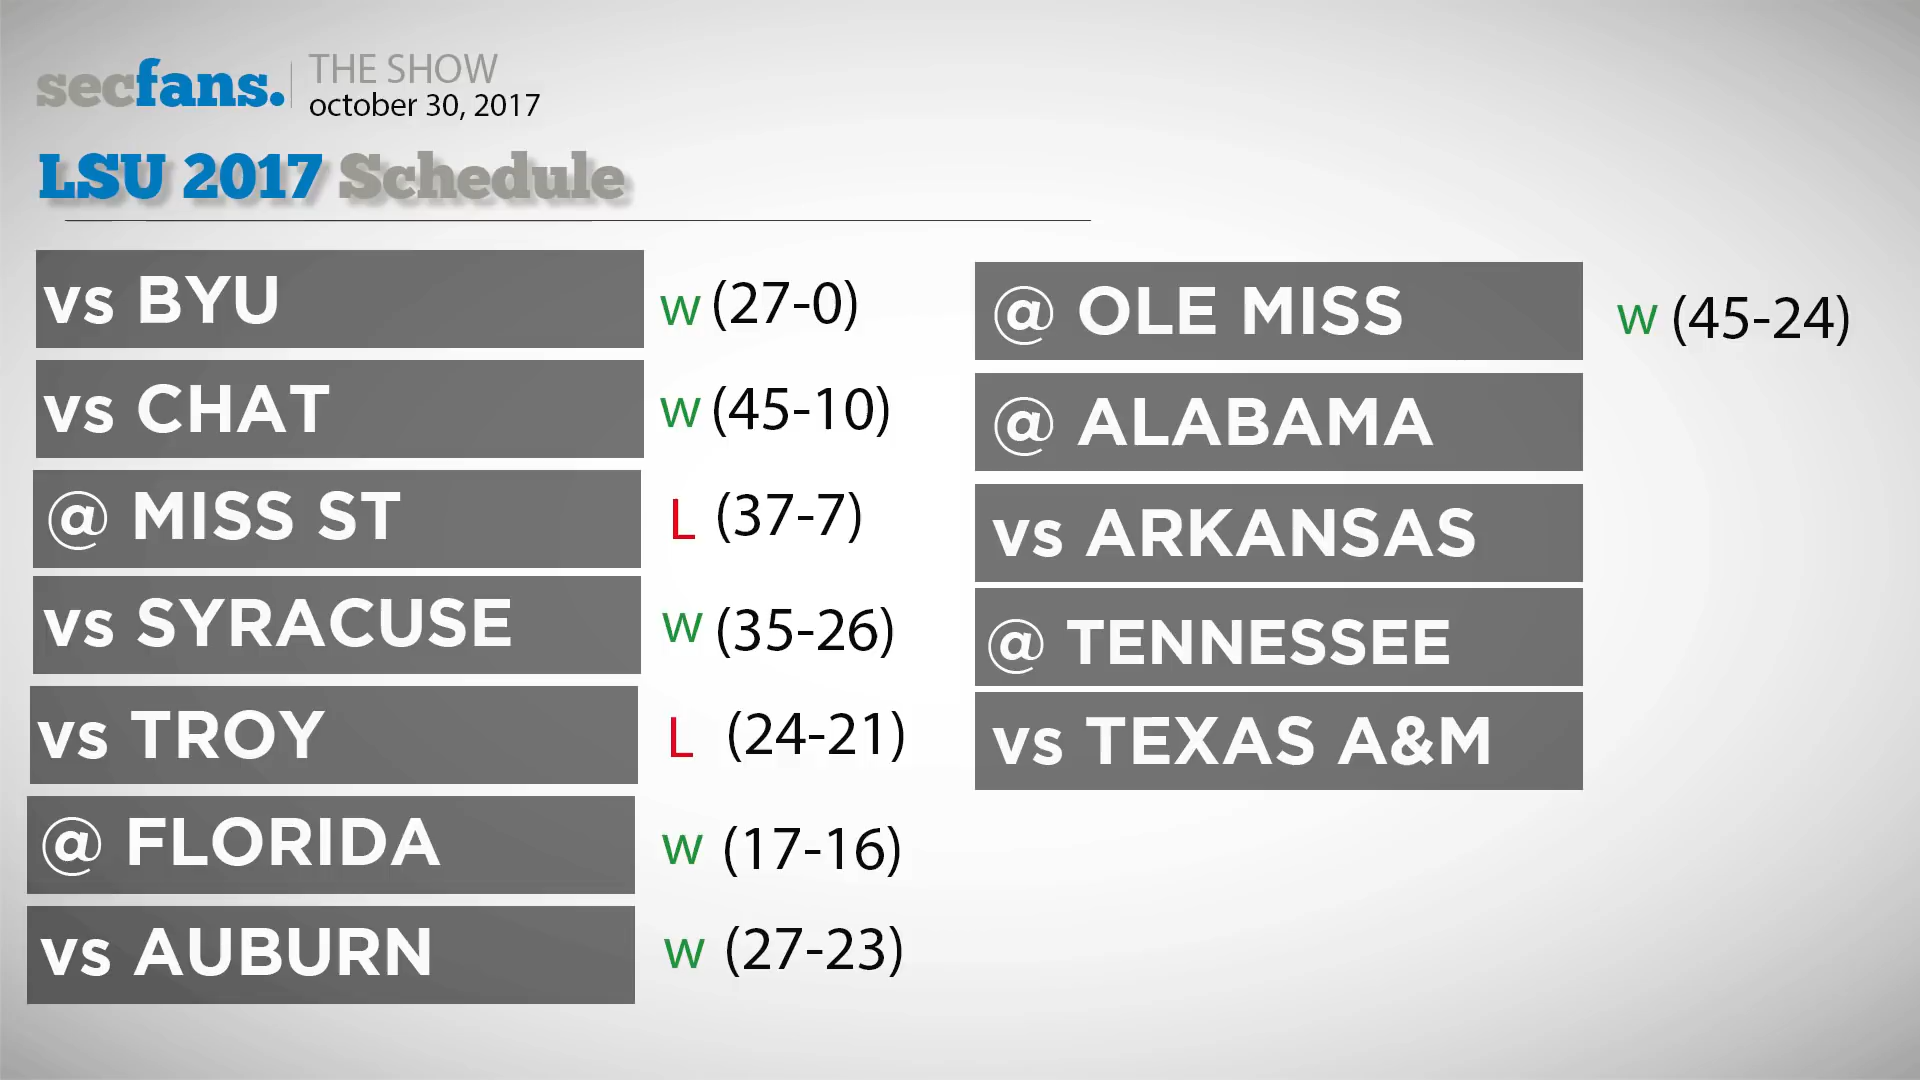 secfans. THE SHOW
october 30, 2017
LSU 2017 Schedule
vs BYU W (27-0)
vs CHAT W (45-10)
@ MISS ST L (37-7)
vs SYRACUSE W (35-26)
vs TROY L (24-21)
@ FLORIDA W (17-16)
vs AUBURN W (27-23)
@ OLE MISS W (45-24)
@ ALABAMA
vs ARKANSAS
@ TENNESSEE
vs TEXAS A&M